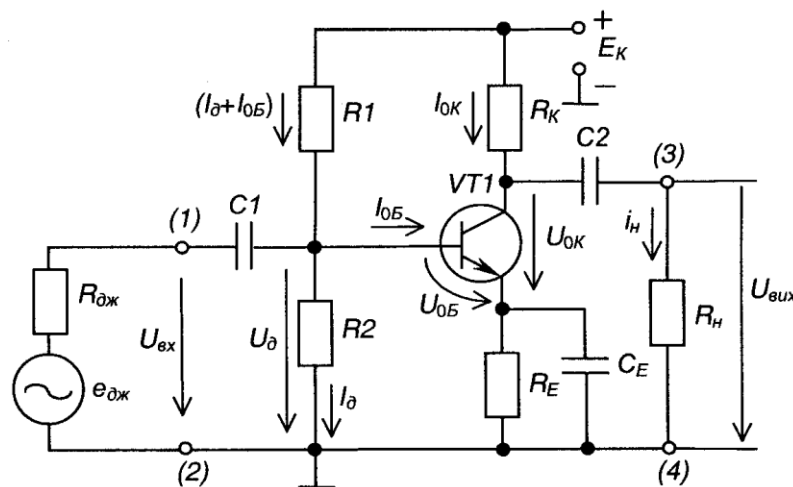 +
E_K
−
(I_д+I_0Б)
R1
I_0К
R_К
C2
(3)
VT1
(1)
C1
I_0Б
i_н
U_0К
R_дж
U_0Б
R_н
U_вих
U_вх
U_д
R2
e_дж
R_E
C_E
I_д
(2)
(4)